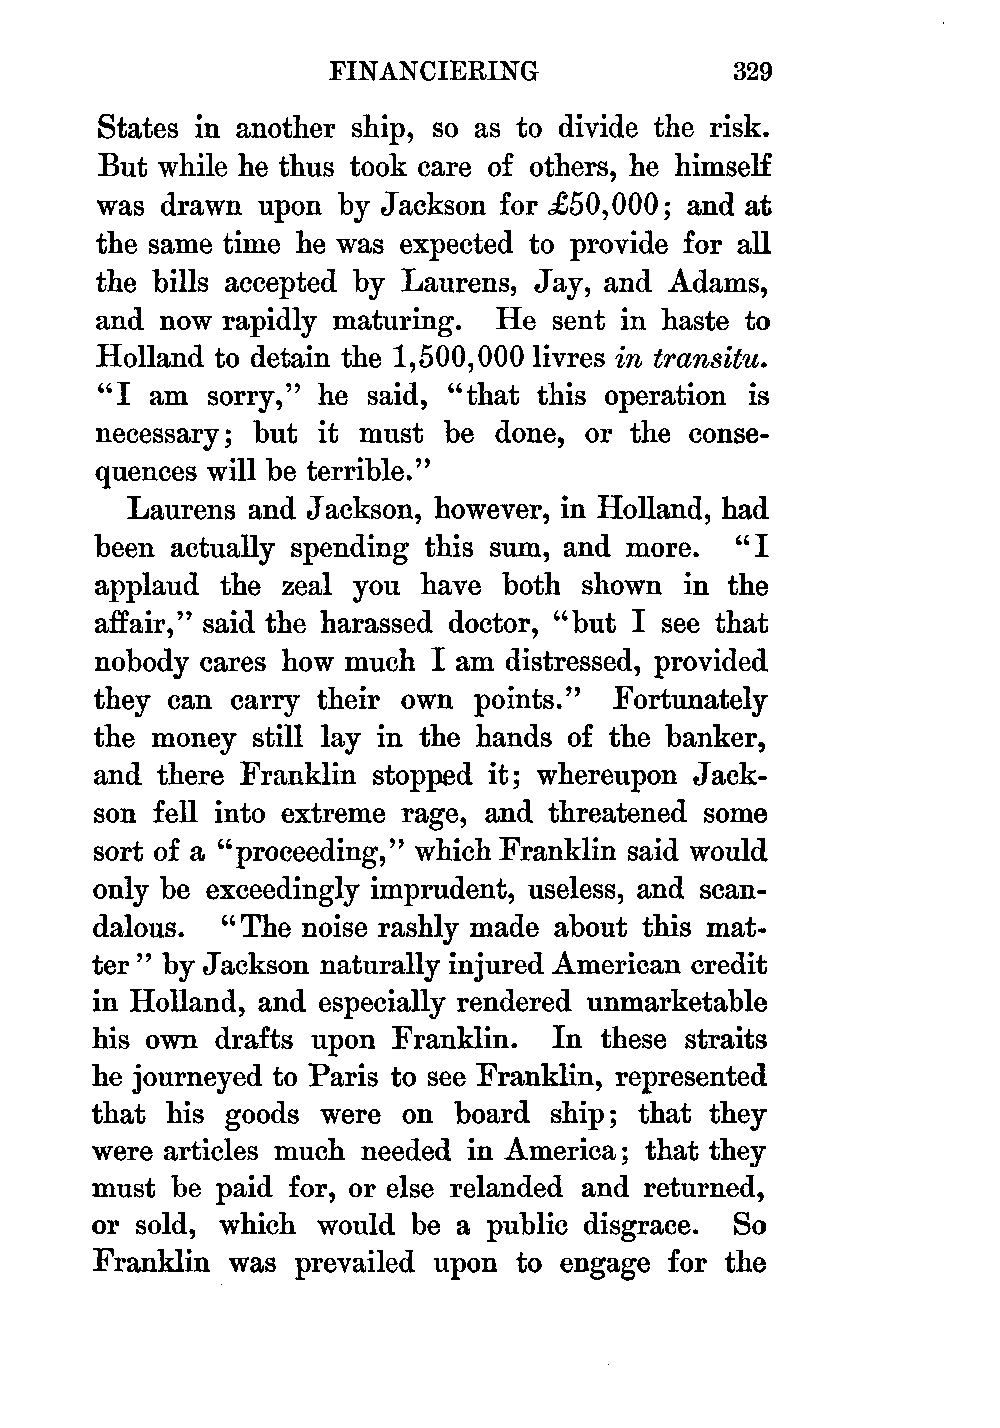 FINANCIERING 329
States in another ship, so as to divide the risk.
But while he thus took care of others, he himself
was drawn upon by Jackson for £50,000; and at
the same time he was expected to provide for all
the bills accepted by Laurens, Jay, and Adams,
and now rapidly maturing. He sent in haste to
Holland to detain the 1,500,000 livres in transitu.
“I am sorry,” he said, “that this operation is
necessary; but it must be done, or the conse-
quences will be terrible.”
Laurens and Jackson, however, in Holland, had
been actually spending this sum, and more. “I
applaud the zeal you have both shown in the
affair,” said the harassed doctor, “but I see that
nobody cares how much I am distressed, provided
they can carry their own points.” Fortunately
the money still lay in the hands of the banker,
and there Franklin stopped it; whereupon Jack-
son fell into extreme rage, and threatened some
sort of a “proceeding,” which Franklin said would
only be exceedingly imprudent, useless, and scan-
dalous. “The noise rashly made about this mat-
ter” by Jackson naturally injured American credit
in Holland, and especially rendered unmarketable
his own drafts upon Franklin. In these straits
he journeyed to Paris to see Franklin, represented
that his goods were on board ship; that they
were articles much needed in America; that they
must be paid for, or else relanded and returned,
or sold, which would be a public disgrace. So
Franklin was prevailed upon to engage for the